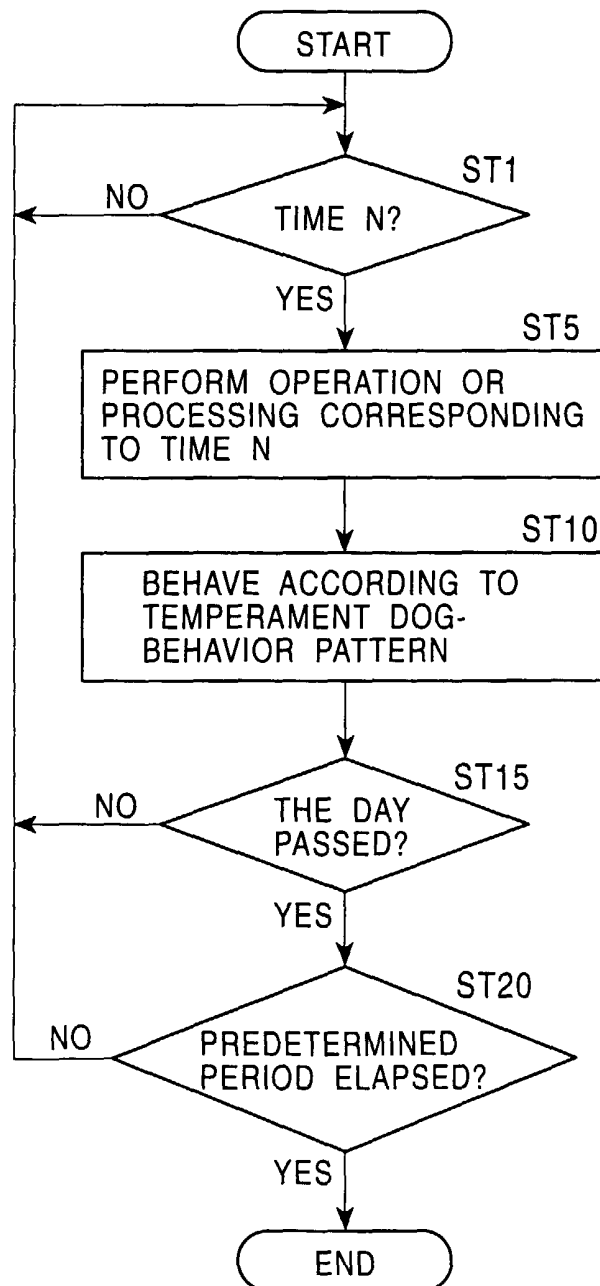 START
ST1
NO
TIME N?
YES
ST5
PERFORM OPERATION OR
PROCESSING CORRESPONDING
TO TIME N
ST10
BEHAVE ACCORDING TO
TEMPERAMENT DOG-
BEHAVIOR PATTERN
ST15
NO
THE DAY
PASSED?
YES
ST20
NO
PREDETERMINED
PERIOD ELAPSED?
YES
END